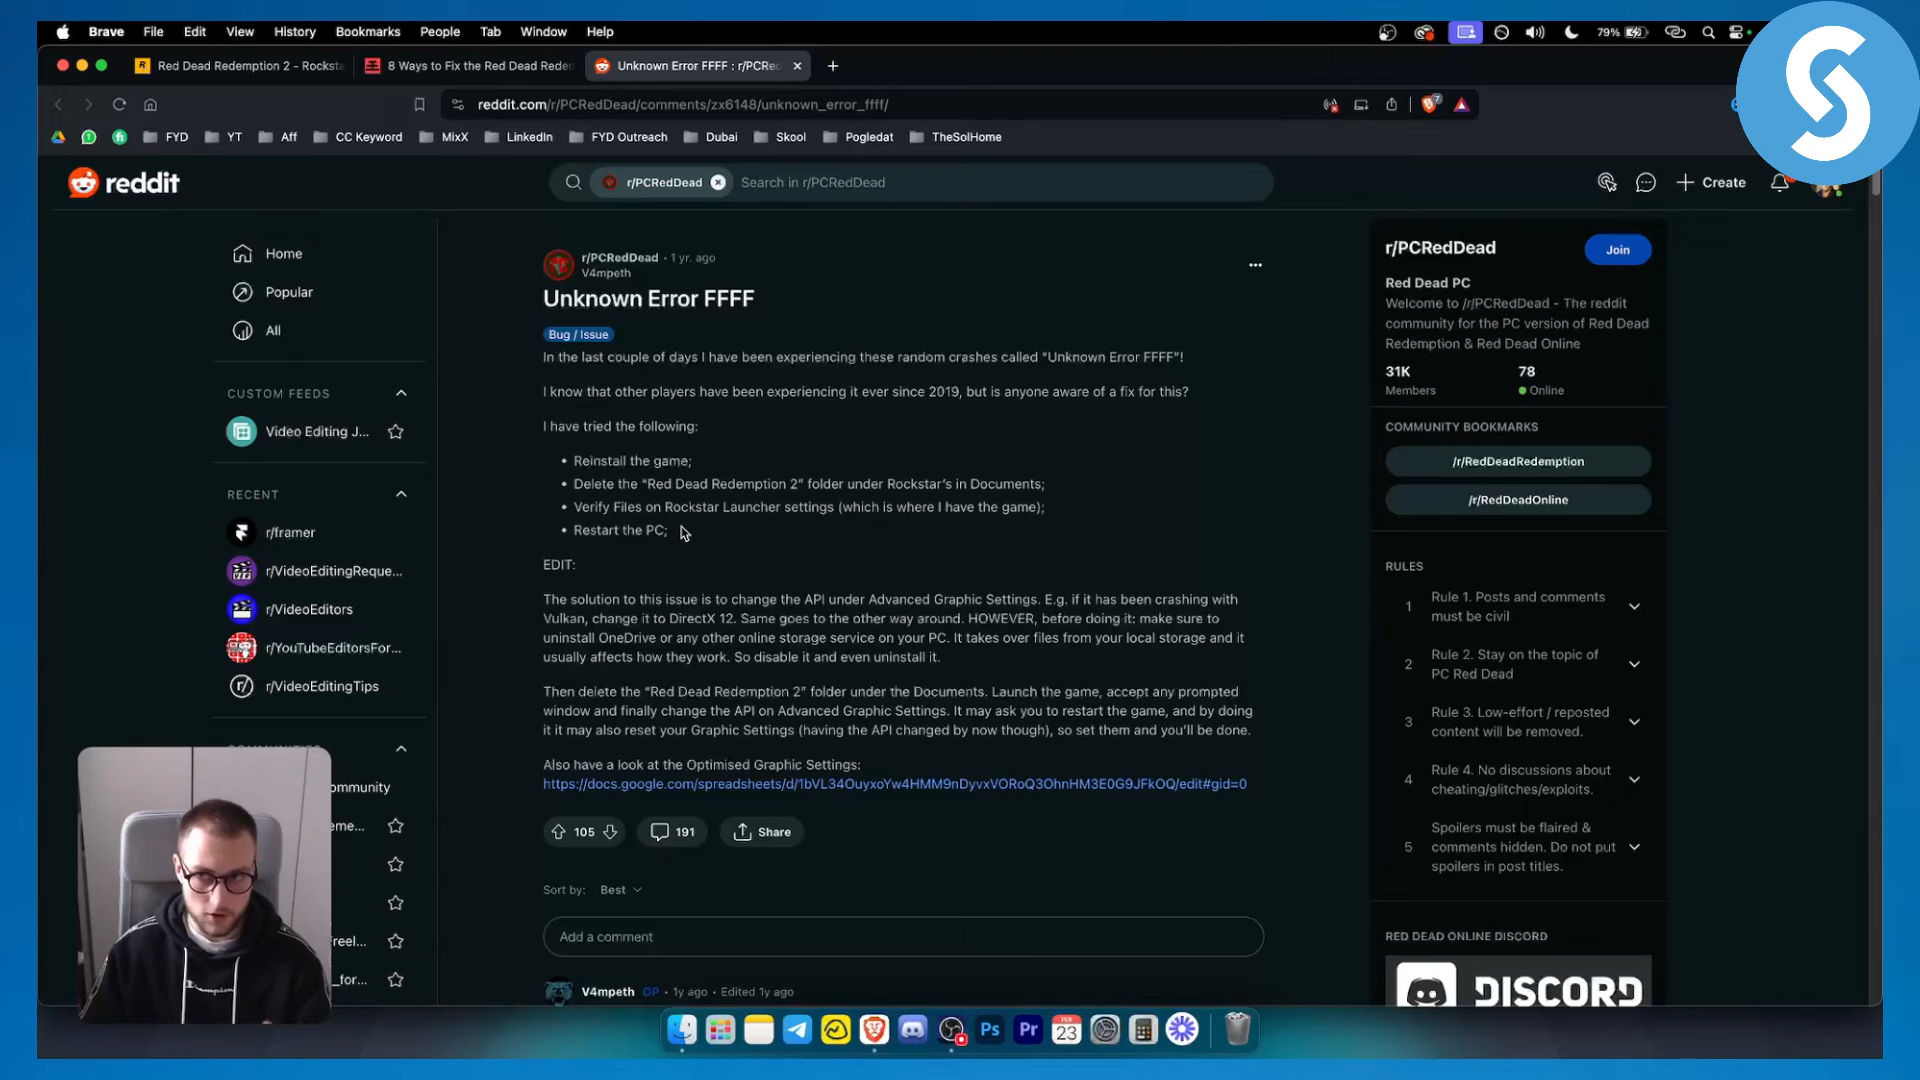 Brave File Edit View History Bookmarks People Tab Window Help 79%
Red Dead Redemption 2 - Rocksta
8 Ways to Fix the Red Dead Reden
Unknown Error FFFF : r/PCRe
reddit.com/r/PCRedDead/comments/zx6148/unknown_error_ffff/
7
FYD YT Aff CC Keyword MixX LinkedIn FYD Outreach Dubai Skool Pogledat TheSolHome
reddit
r/PCRedDead Search in r/PCRedDead
Create
Home
Popular
All
CUSTOM FEEDS
Video Editing J...
RECENT
r/framer
r/VideoEditingReque...
r/VideoEditors
r/YouTubeEditorsFor...
r/VideoEditingTips
ommunity
eme...
Freel...
_for...
r/PCRedDead • 1 yr. ago
V4mpeth
Unknown Error FFFF
Bug / Issue
In the last couple of days I have been experiencing these random crashes called “Unknown Error FFFF”!
I know that other players have been experiencing it ever since 2019, but is anyone aware of a fix for this?
I have tried the following:
• Reinstall the game;
• Delete the “Red Dead Redemption 2” folder under Rockstar’s in Documents;
• Verify Files on Rockstar Launcher settings (which is where I have the game);
• Restart the PC;
EDIT:
The solution to this issue is to change the API under Advanced Graphic Settings. E.g. if it has been crashing with
Vulkan, change it to DirectX 12. Same goes to the other way around. HOWEVER, before doing it: make sure to
uninstall OneDrive or any other online storage service on your PC. It takes over files from your local storage and it
usually affects how they work. So disable it and even uninstall it.
Then delete the “Red Dead Redemption 2” folder under the Documents. Launch the game, accept any prompted
window and finally change the API on Advanced Graphic Settings. It may ask you to restart the game, and by doing
it it may also reset your Graphic Settings (having the API changed by now though), so set them and you’ll be done.
Also have a look at the Optimised Graphic Settings:
https://docs.google.com/spreadsheets/d/1bVL34OuyxoYw4HMM9nDyvxVORoQ3OhnHM3E0G9JFkOQ/edit#gid=0
105 191 Share
Sort by: Best
Add a comment
V4mpeth OP • 1y ago • Edited 1y ago
r/PCRedDead
Join
Red Dead PC
Welcome to /r/PCRedDead - The reddit
community for the PC version of Red Dead
Redemption & Red Dead Online
31K 78
Members Online
COMMUNITY BOOKMARKS
/r/RedDeadRedemption
/r/RedDeadOnline
RULES
1 Rule 1. Posts and comments
must be civil
2 Rule 2. Stay on the topic of
PC Red Dead
3 Rule 3. Low-effort / reposted
content will be removed.
4 Rule 4. No discussions about
cheating/glitches/exploits.
5 Spoilers must be flaired &
comments hidden. Do not put
spoilers in post titles.
RED DEAD ONLINE DISCORD
DISCORD
Champion
Ps Pr FEB 23